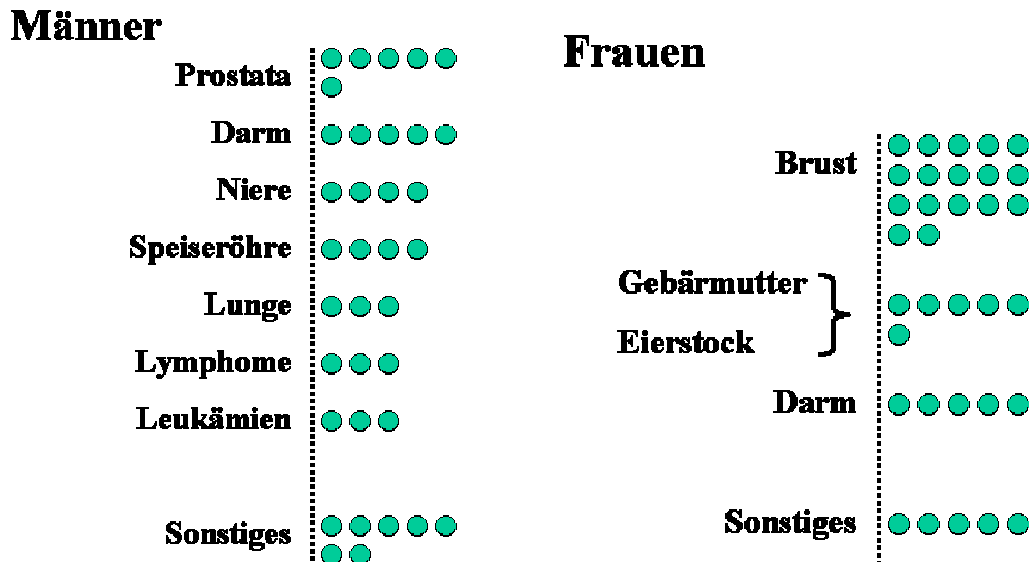 Männer
Prostata
Darm
Niere
Speiseröhre
Lunge
Lymphome
Leukämien
Sonstiges
Frauen
Brust
Gebärmutter
Eierstock
Darm
Sonstiges